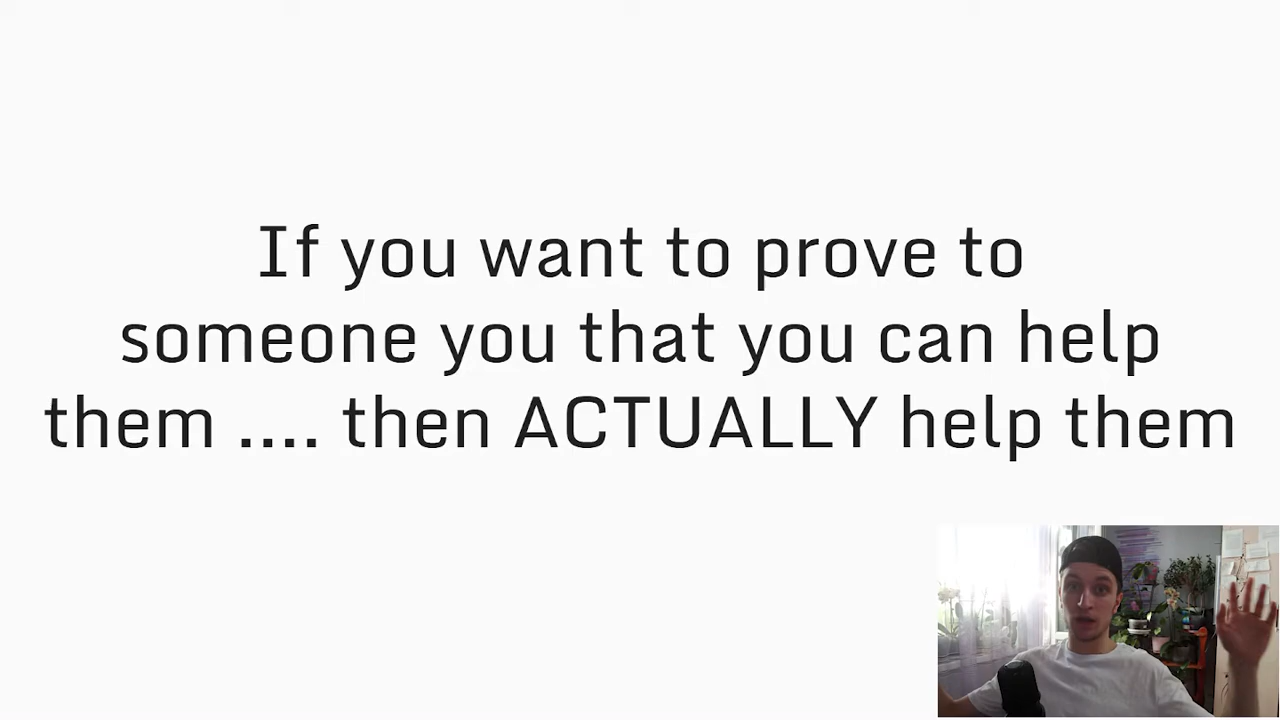 If you want to prove to
someone you that you can help
them .... then ACTUALLY help them